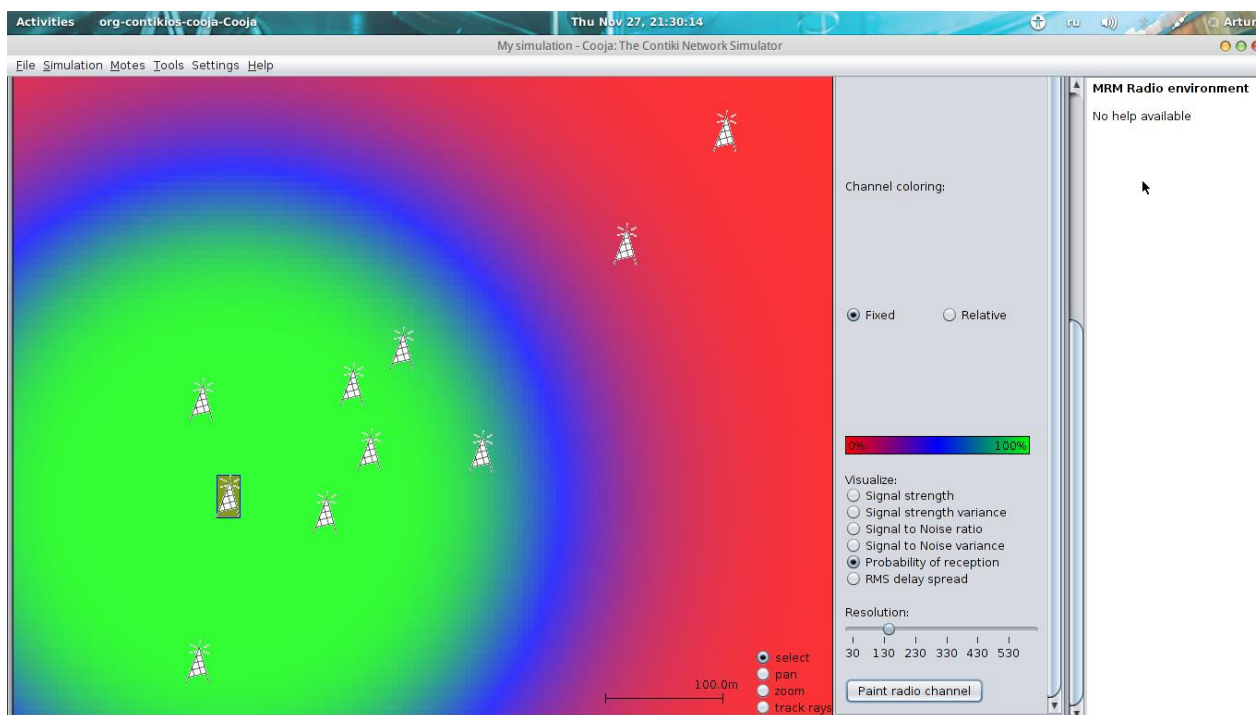 Activities org-contikios-cooja-Cooja Thu Nov 27, 21:30:14 ru Artur
My simulation - Cooja: The Contiki Network Simulator
File Simulation Motes Tools Settings Help
MRM Radio environment
No help available
Channel coloring:
Fixed Relative
0% 100%
Visualize:
Signal strength
Signal strength variance
Signal to Noise ratio
Signal to Noise variance
Probability of reception
RMS delay spread
Resolution:
30 130 230 330 430 530
Paint radio channel
select
pan
zoom
track rays
100.0m